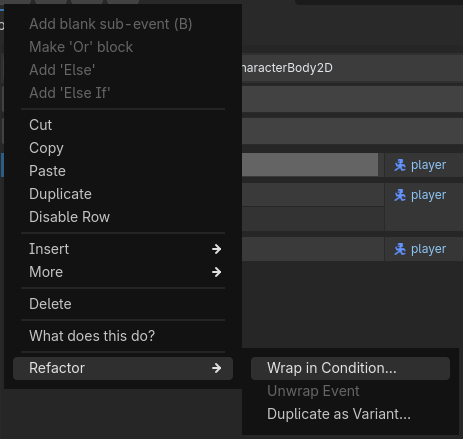 Add blank sub-event (B)
Make 'Or' block
Add 'Else'
Add 'Else If'
Cut
Copy
Paste
Duplicate
Disable Row
Insert
More
Delete
What does this do?
Refactor
Wrap in Condition...
Unwrap Event
Duplicate as Variant...
haracterBody2D
player
player
player